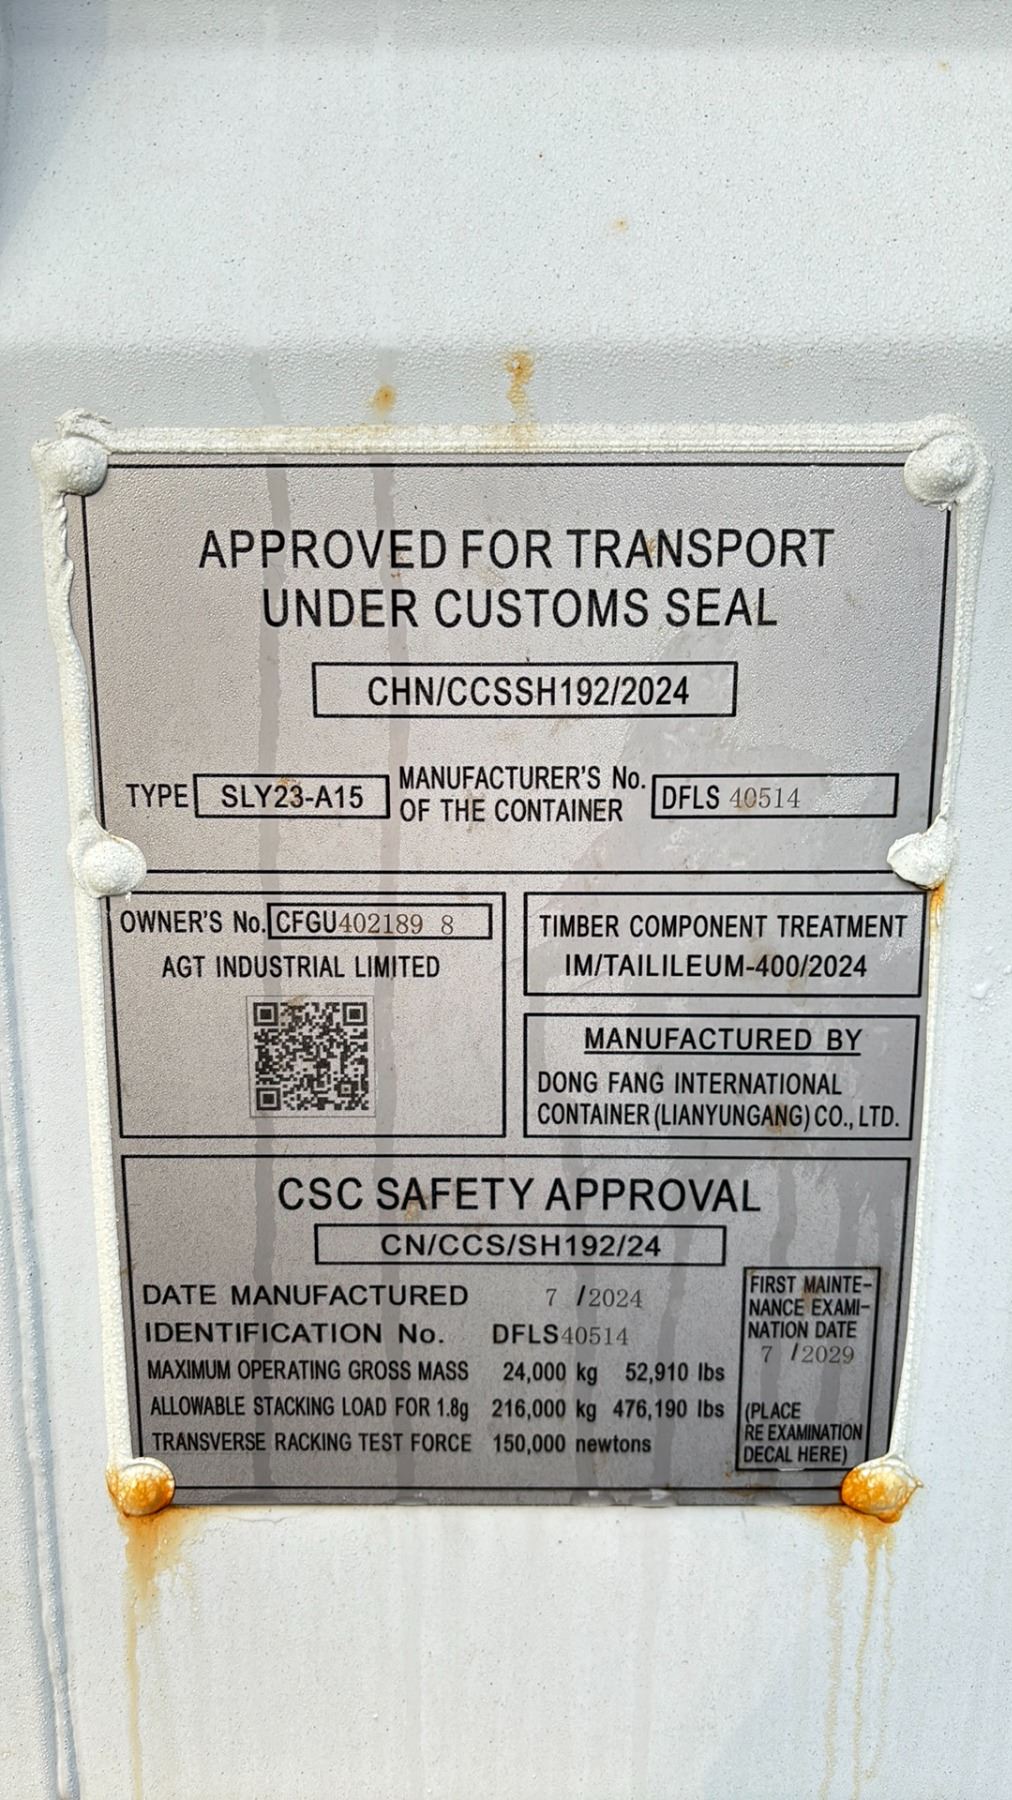 APPROVED FOR TRANSPORT
UNDER CUSTOMS SEAL
CHN/CCSSH192/2024
TYPE SLY23-A15
MANUFACTURER'S No.
OF THE CONTAINER
DFLS 40514
OWNER'S No. CFGU402189 8
AGT INDUSTRIAL LIMITED
TIMBER COMPONENT TREATMENT
IM/TAILILEUM-400/2024
MANUFACTURED BY
DONG FANG INTERNATIONAL
CONTAINER (LIANYUNGANG) CO., LTD.
CSC SAFETY APPROVAL
CN/CCS/SH192/24
DATE MANUFACTURED 7 /2024
IDENTIFICATION No. DFLS40514
MAXIMUM OPERATING GROSS MASS 24,000 kg 52,910 lbs
ALLOWABLE STACKING LOAD FOR 1.8g 216,000 kg 476,190 lbs
TRANSVERSE RACKING TEST FORCE 150,000 newtons
FIRST MAINTE-
NANCE EXAMI-
NATION DATE
7 /2029
(PLACE
RE EXAMINATION
DECAL HERE)